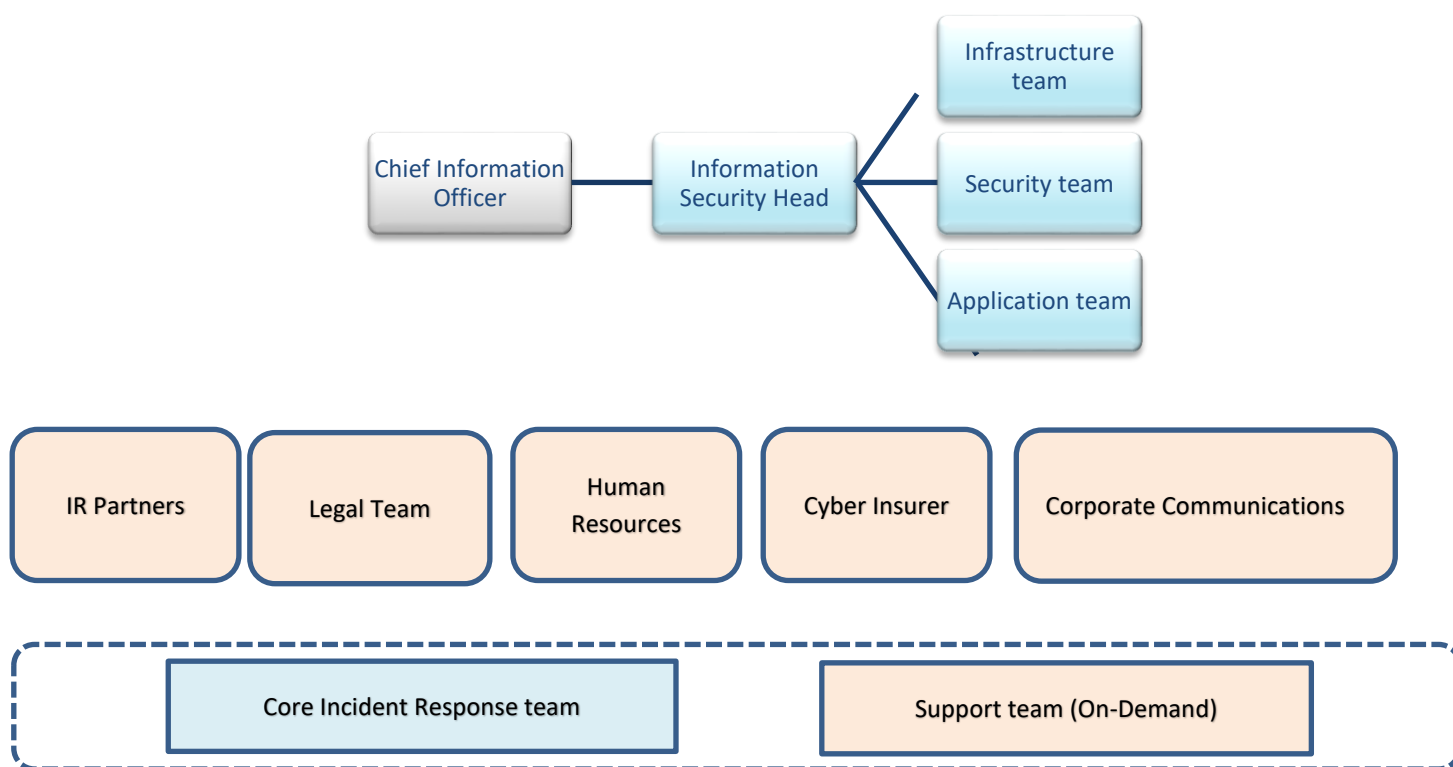 Infrastructure
team
Chief Information
Officer
Information
Security Head
Security team
Application team
IR Partners
Legal Team
Human
Resources
Cyber Insurer
Corporate Communications
Core Incident Response team
Support team (On-Demand)